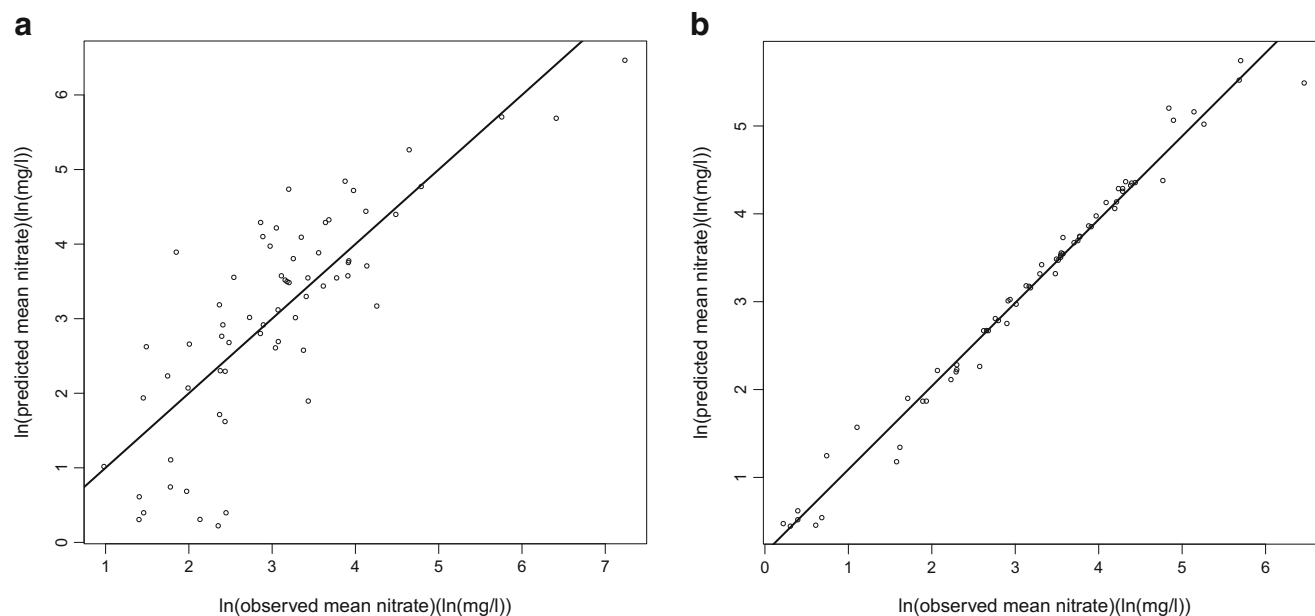 a
ln(predicted mean nitrate)(ln(mg/l))
6
5
4
3
2
1
0
1 2 3 4 5 6 7
ln(observed mean nitrate)(ln(mg/l))
b
ln(predicted mean nitrate)(ln(mg/l))
5
4
3
2
1
0 1 2 3 4 5 6
ln(observed mean nitrate)(ln(mg/l))